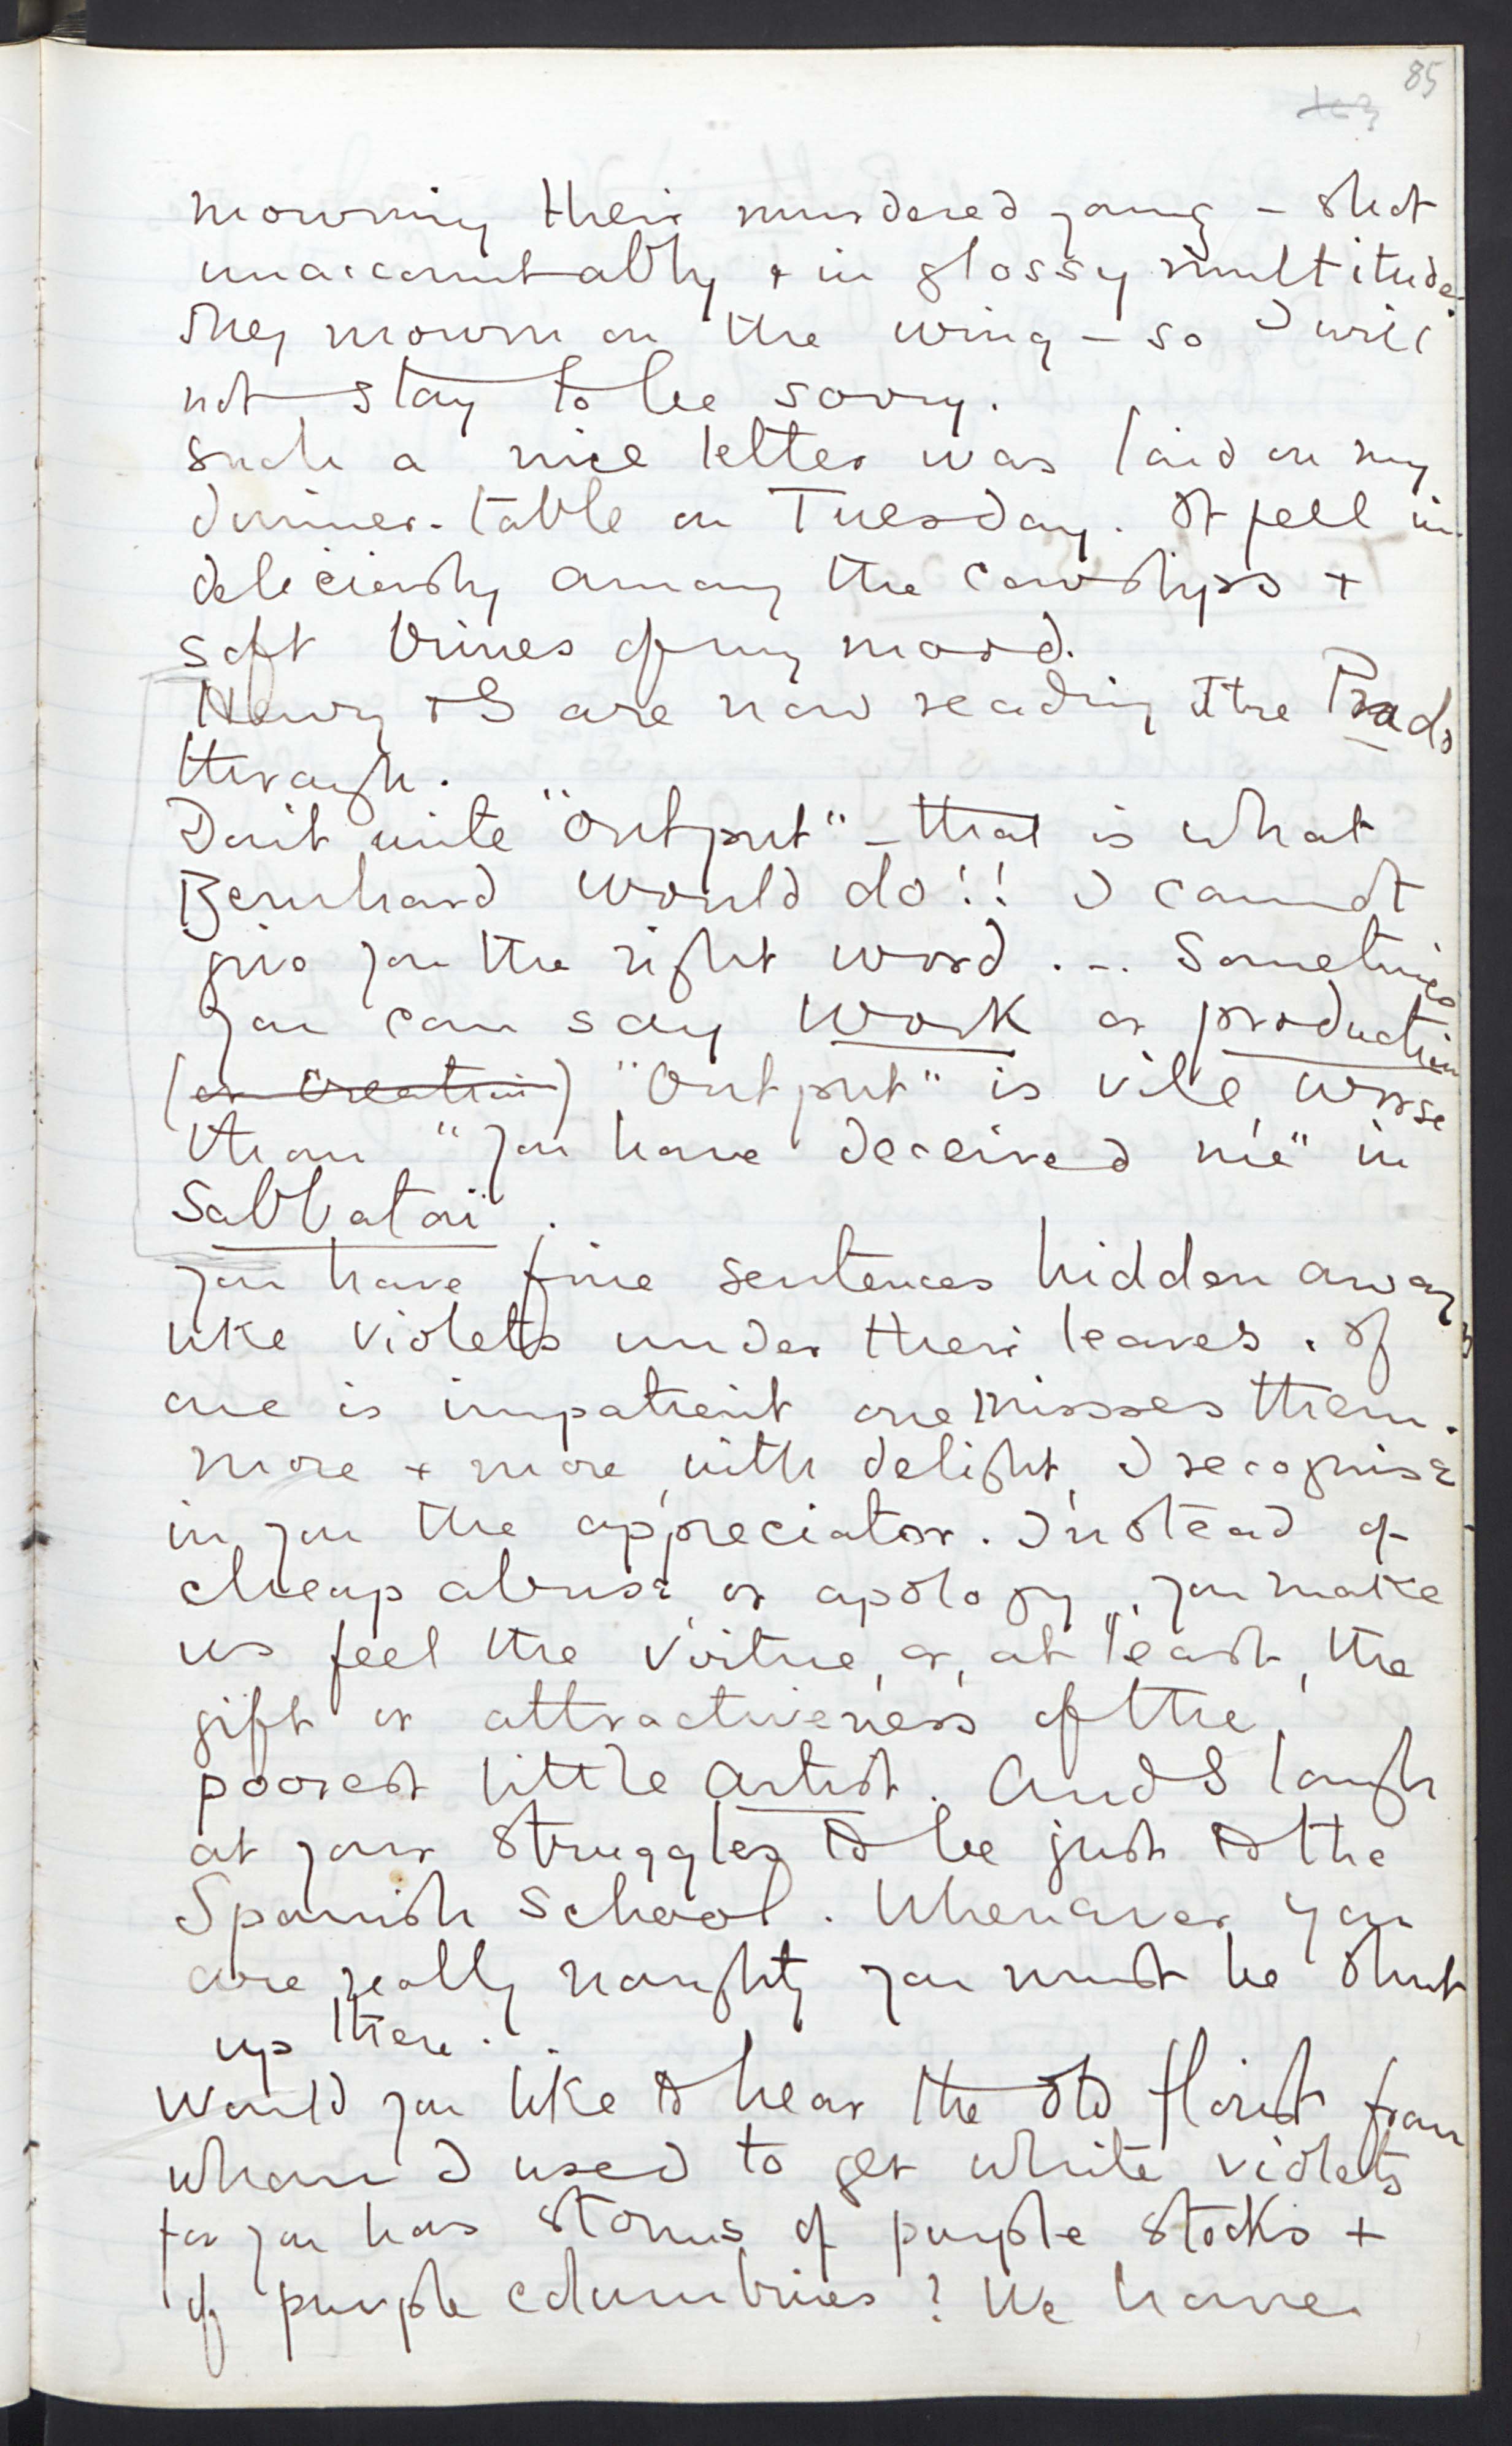 85
mourning their murdered young – shot
unaccountably & in glossy multitude.
They mourn on the wing – so I will
not stay to be sorry.
Such a nice letter was laid on my
dinner-table on Tuesday. It fell in
deliciously among the cowslips +
soft brines of my mood.
Henry + I are now reading the Prado
through.
Don't write "output" – that is what
Bernhard would do!! I cannot
give you the right word . – . Sometimes
you can say work or production
(or Creation) "Output" is vile, worse
than "you have deceived me" in
Sabbatai.
You have fine sentences hidden away
like violets under their leaves. If
one is impatient one misses them.
More + more, with delight, I recognise
in you the appreciator. Instead of
cheap abuse or apology, you make
us feel the virtue, or, at least, the
gift or attractiveness of the
poorest little artist. And I laugh
at your struggles to be just to the
Spanish School. Whenever you
are really naughty you must be shut
up there.
Would you like to hear the old florist from
whom I used to get white violets
for you has storms of purple stocks +
of purple columbines? We have